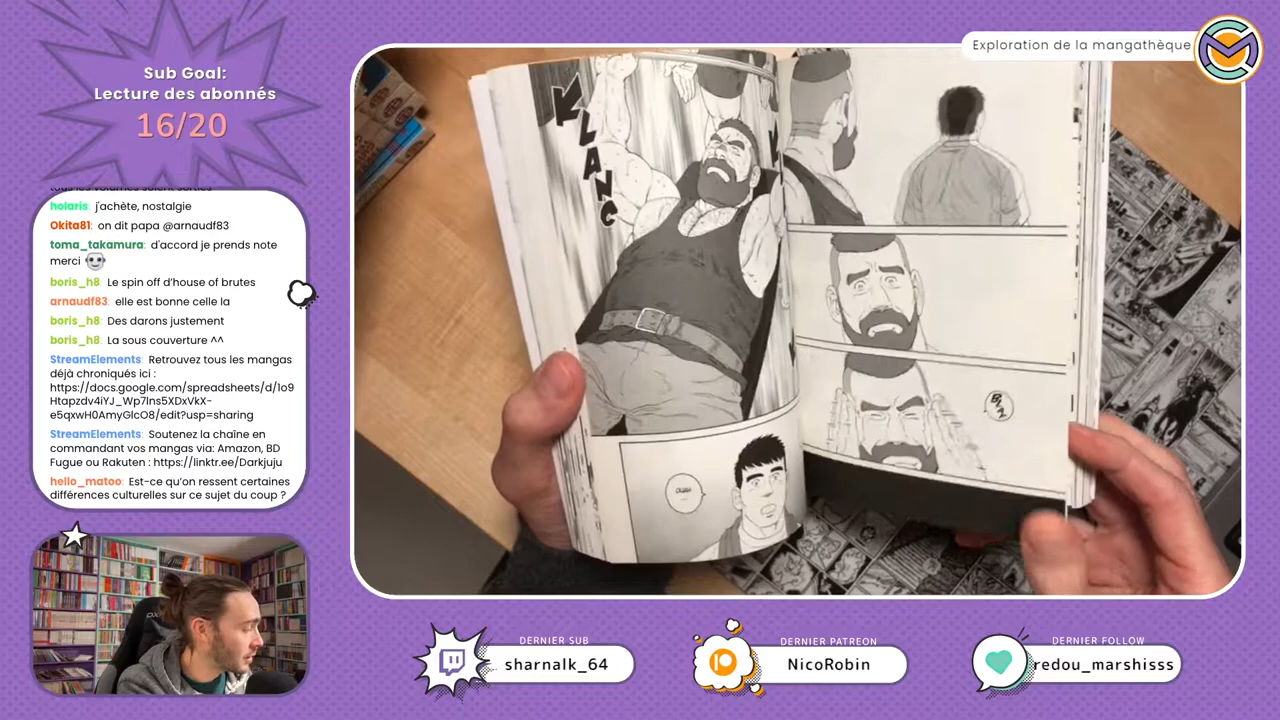 Sub Goal:
Lecture des abonnés
16/20
holaris: j'achète, nostalgie
Okita81: on dit papa @arnaudf83
toma_takamura: d'accord je prends note
merci
boris_h8: Le spin off d'house of brutes
arnaudf83: elle est bonne celle la
boris_h8: Des darons justement
boris_h8: La sous couverture ^^
StreamElements: Retrouvez tous les mangas
déjà chroniqués ici :
https://docs.google.com/spreadsheets/d/1o9
Htapzdv4iYJ_Wp7Ins5XDxVkX-
e5qxwH0AmyGlcO8/edit?usp=sharing
StreamElements: Soutenez la chaîne en
commandant vos mangas via: Amazon, BD
Fugue ou Rakuten : https://linktr.ee/Darkjuju
hello_matoo: Est-ce qu'on ressent certaines
différences culturelles sur ce sujet du coup ?
Exploration de la mangathèque
KLANG
DERNIER SUB
sharnalk_64
DERNIER PATREON
NicoRobin
DERNIER FOLLOW
redou_marshisss